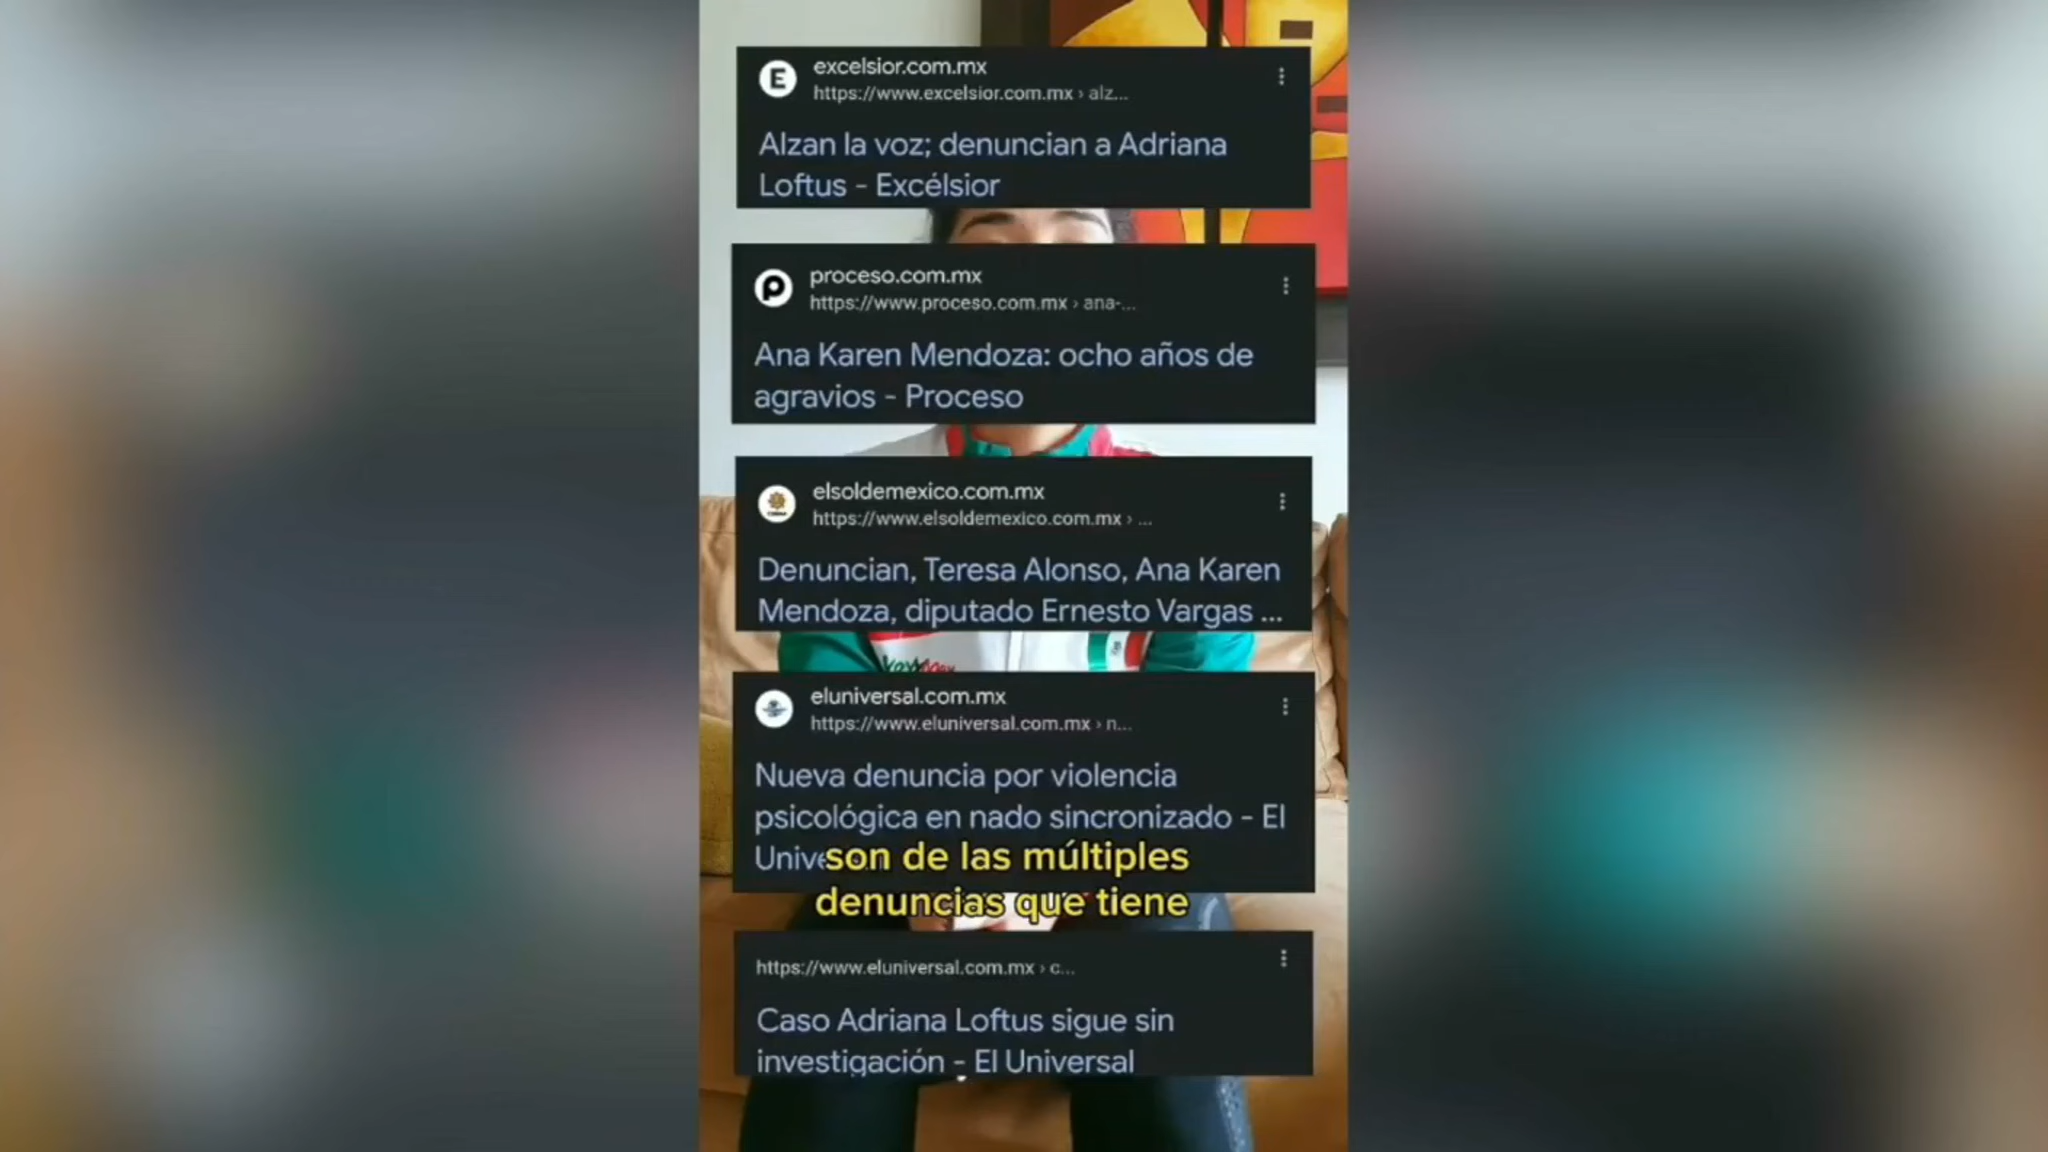 excelsior.com.mx
https://www.excelsior.com.mx › alz...
Alzan la voz; denuncian a Adriana
Loftus - Excélsior
proceso.com.mx
https://www.proceso.com.mx › ana-...
Ana Karen Mendoza: ocho años de
agravios - Proceso
elsoldemexico.com.mx
https://www.elsoldemexico.com.mx › ...
Denuncian, Teresa Alonso, Ana Karen
Mendoza, diputado Ernesto Vargas ...
eluniversal.com.mx
https://www.eluniversal.com.mx › n...
Nueva denuncia por violencia
psicológica en nado sincronizado - El
son de las múltiples
denuncias que tiene
https://www.eluniversal.com.mx › c...
Caso Adriana Loftus sigue sin
investigación - El Universal